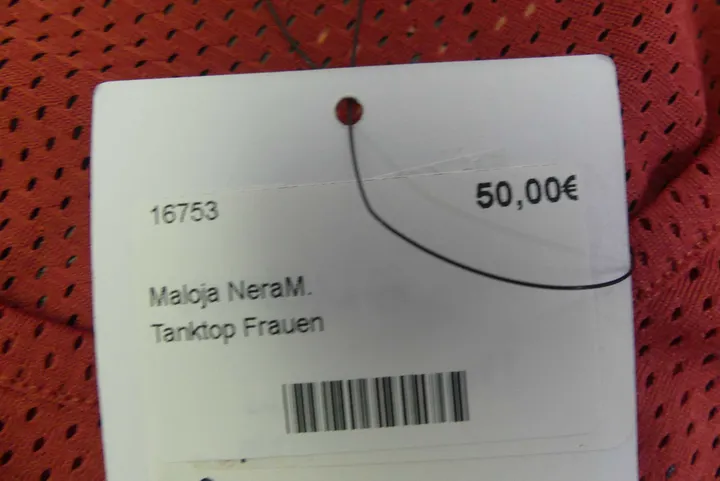 16753 50,00€
Maloja NeraM.
Tanktop Frauen